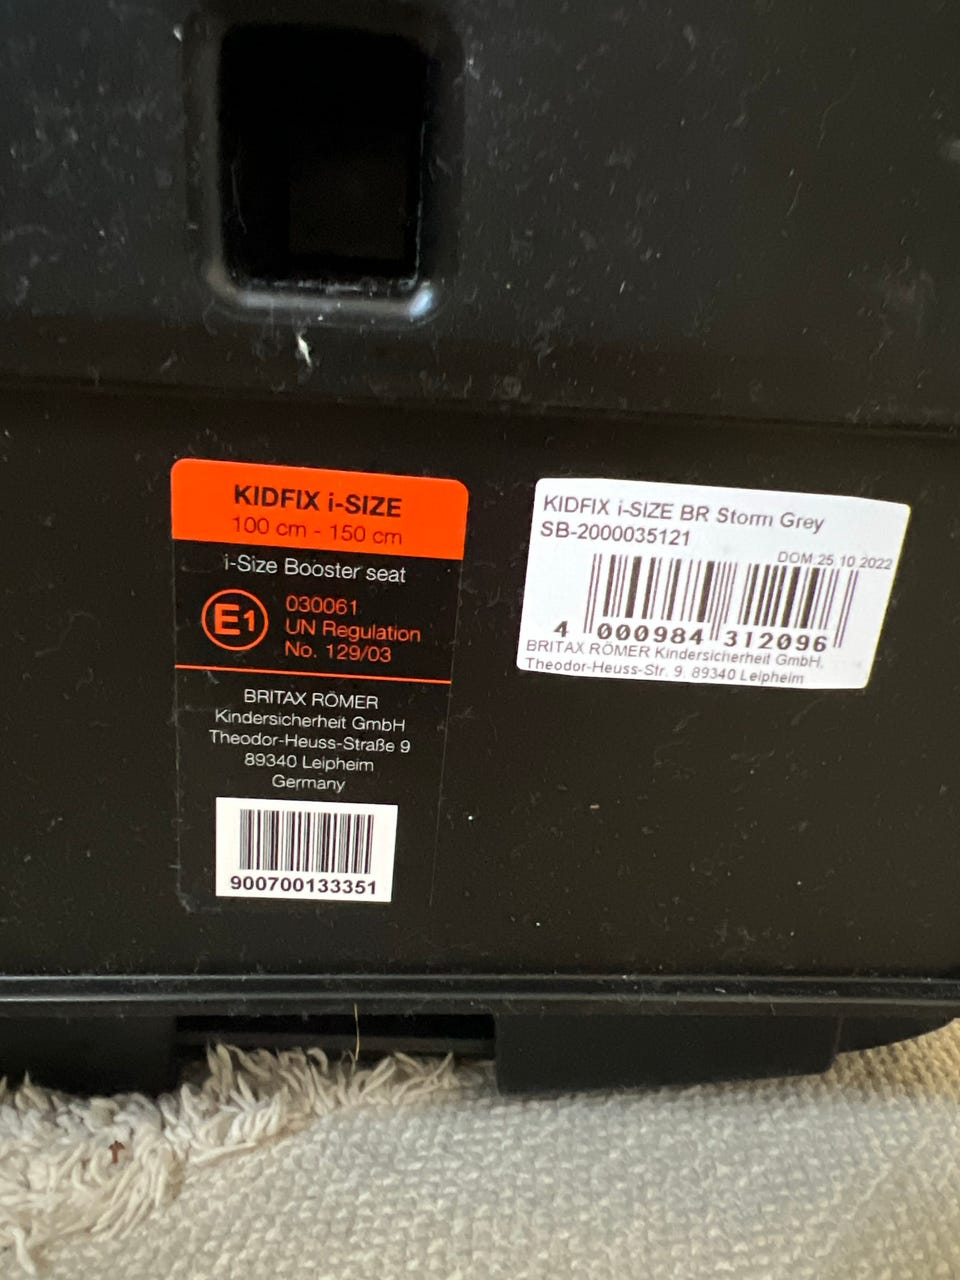 KIDFIX i-SIZE
100 cm - 150 cm
i-Size Booster seat
E1
030061
UN Regulation
No. 129/03
BRITAX RÖMER
Kindersicherheit GmbH
Theodor-Heuss-Straße 9
89340 Leipheim
Germany
900700133351
KIDFIX i-SIZE BR Storm Grey
SB-2000035121
DOM 25.10.2022
4 000984 312096
BRITAX RÖMER Kindersicherheit GmbH,
Theodor-Heuss-Str. 9, 89340 Leipheim